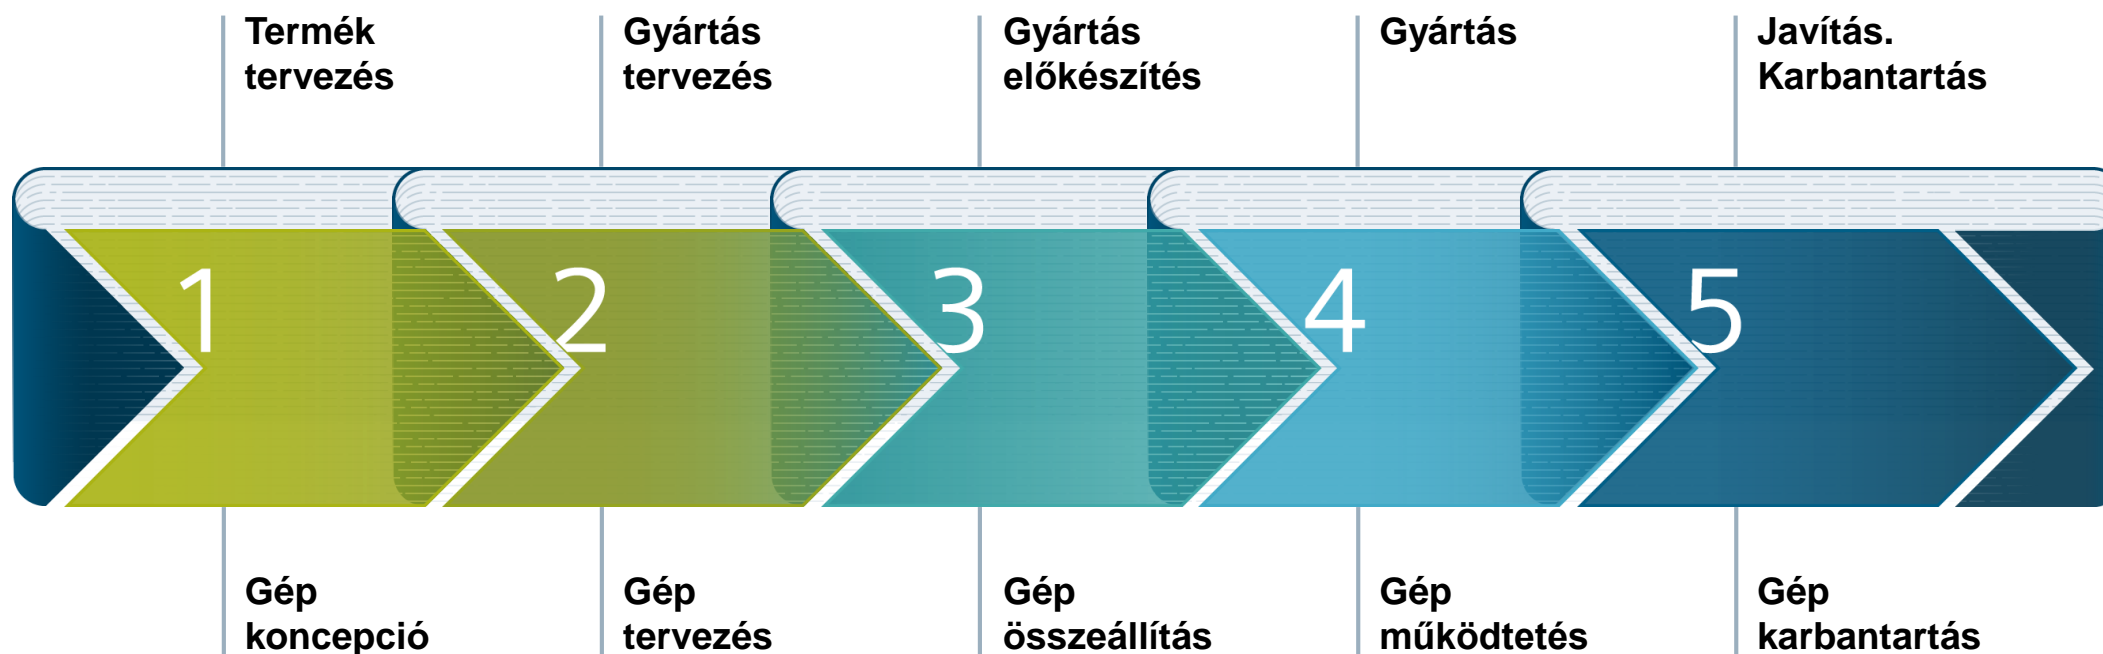 Termék
tervezés
Gyártás
tervezés
Gyártás
előkészítés
Gyártás
Javítás.
Karbantartás
1
2
3
4
5
Gép
koncepció
Gép
tervezés
Gép
összeállítás
Gép
működtetés
Gép
karbantartás